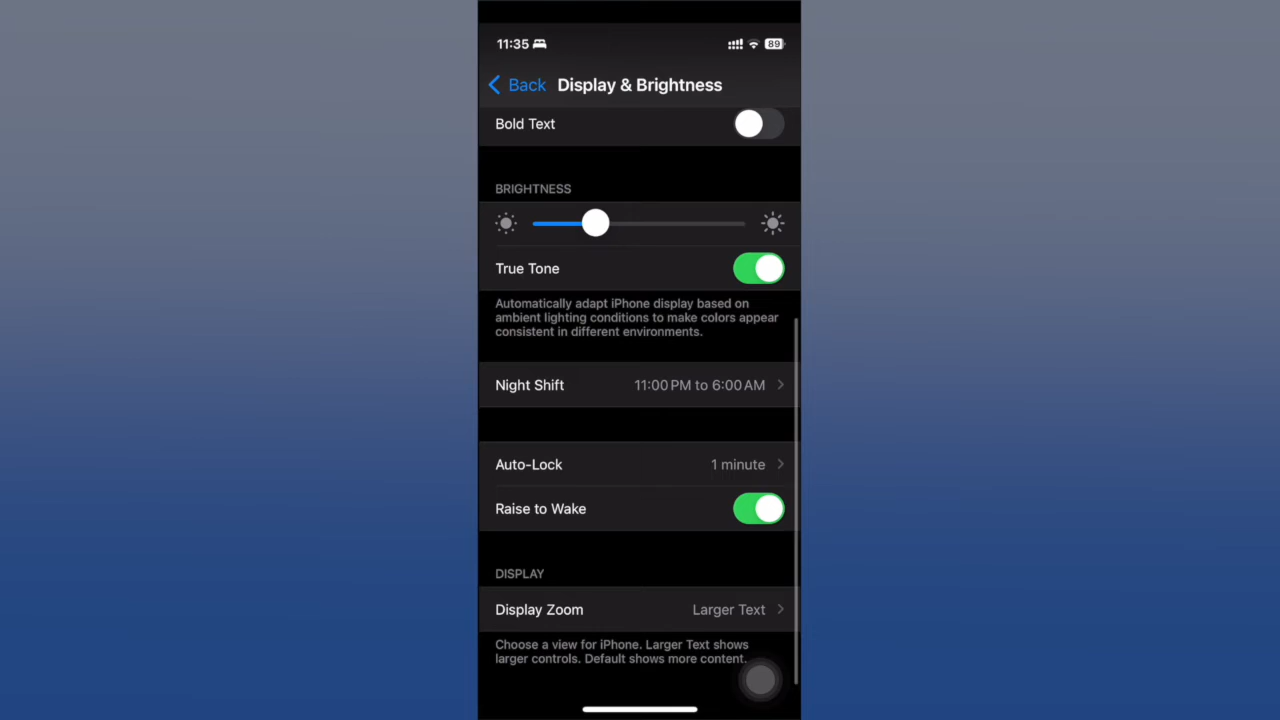 11:35 89
Back Display & Brightness
Bold Text
BRIGHTNESS
True Tone
Automatically adapt iPhone display based on
ambient lighting conditions to make colors appear
consistent in different environments.
Night Shift 11:00 PM to 6:00 AM
Auto-Lock 1 minute
Raise to Wake
DISPLAY
Display Zoom Larger Text
Choose a view for iPhone. Larger Text shows
larger controls. Default shows more content.